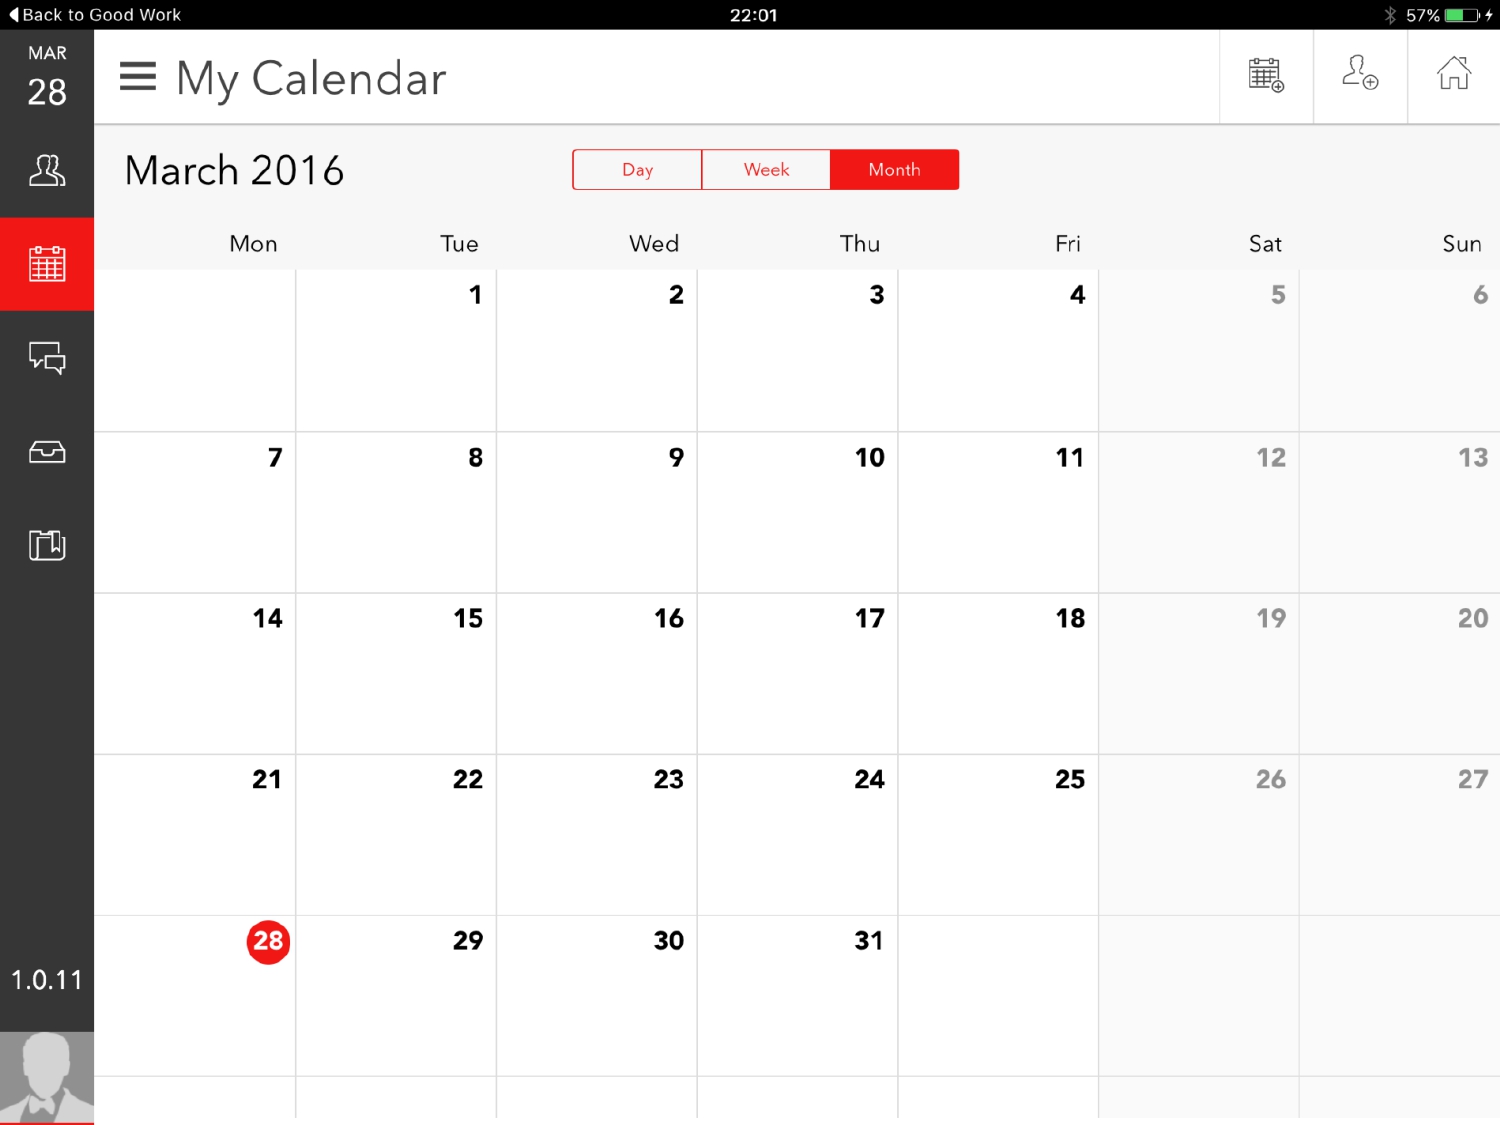 Back to Good Work 22:01 57%
MAR
28
My Calendar
March 2016 Day Week Month
Mon Tue Wed Thu Fri Sat Sun
1 2 3 4 5 6
7 8 9 10 11 12 13
14 15 16 17 18 19 20
21 22 23 24 25 26 27
28 29 30 31
1.0.11